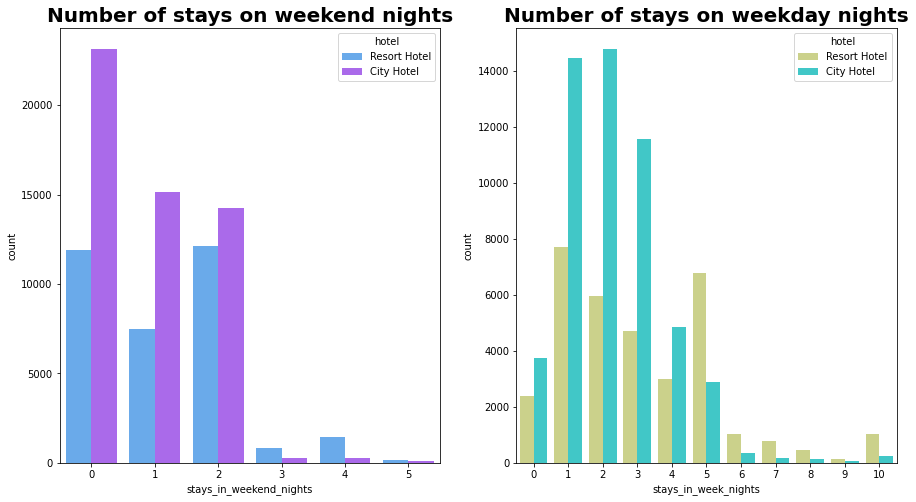 Number of stays on weekend nights
hotel
Resort Hotel
City Hotel
20000
15000
10000
5000
0
count
0 1 2 3 4 5
stays_in_weekend_nights
Number of stays on weekday nights
hotel
Resort Hotel
City Hotel
14000
12000
10000
8000
6000
4000
2000
0
count
0 1 2 3 4 5 6 7 8 9 10
stays_in_week_nights